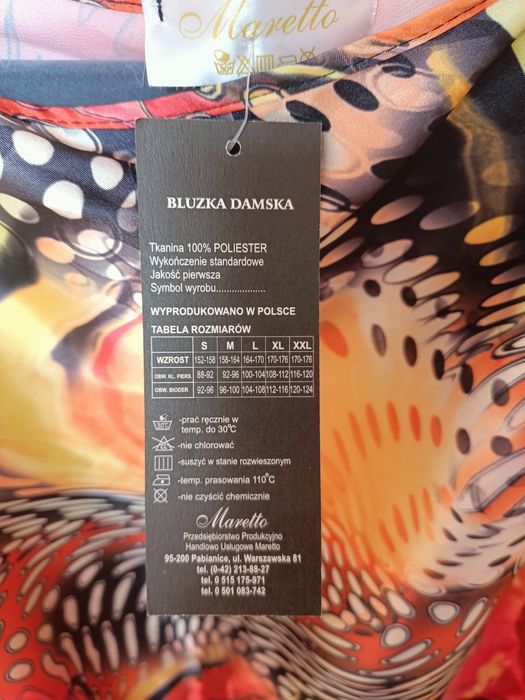 Maretto
BLUZKA DAMSKA
Tkanina 100% POLIESTER
Wykończenie standardowe
Jakość pierwsza
Symbol wyrobu...................
WYPRODUKOWANO W POLSCE
TABELA ROZMIARÓW
S M L XL XXL
WZROST 152-158 158-164 164-170 170-176 170-176
OBW. KL. PIERS. 88-92 92-96 100-104 108-112 116-120
OBW. BIODER 92-96 96-100 104-108 112-116 120-124
30°C -prać ręcznie w
temp. do 30°C
-nie chlorować
-suszyć w stanie rozwieszonym
-temp. prasowania 110°C
-nie czyścić chemicznie
Maretto
Przedsiębiorstwo Produkcyjno
Handlowo Usługowe Maretto
95-200 Pabianice, ul. Warszawska 81
tel. (0-42) 213-88-27
tel. 0 515 175-971
tel. 0 501 083-742